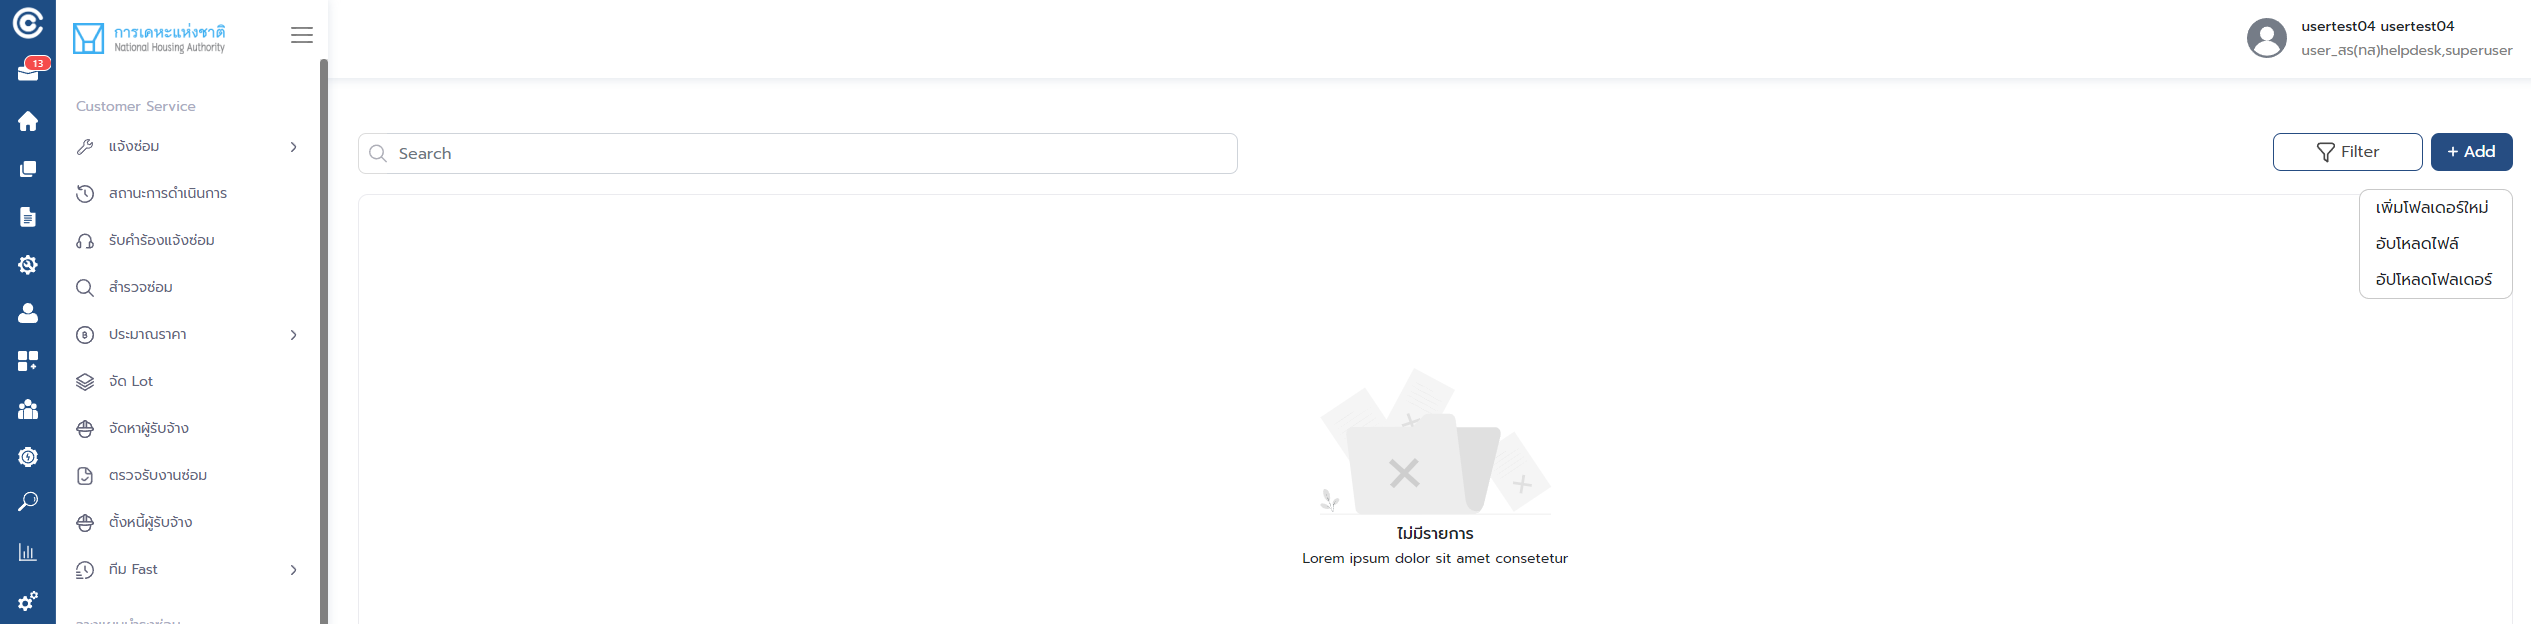 การเคหะแห่งชาติ
National Housing Authority
13
usertest04 usertest04
user_สร(ทส)helpdesk,superuser
Customer Service
แจ้งซ่อม
สถานะการดำเนินการ
รับคำร้องแจ้งซ่อม
สำรวจซ่อม
ประมาณราคา
จัด Lot
จัดหาผู้รับจ้าง
ตรวจรับงานซ่อม
ตั้งหนี้ผู้รับจ้าง
ทีม Fast
Search
Filter
+ Add
เพิ่มโฟลเดอร์ใหม่
อับโหลดไฟล์
อัปโหลดโฟลเดอร์
ไม่มีรายการ
Lorem ipsum dolor sit amet consetetur